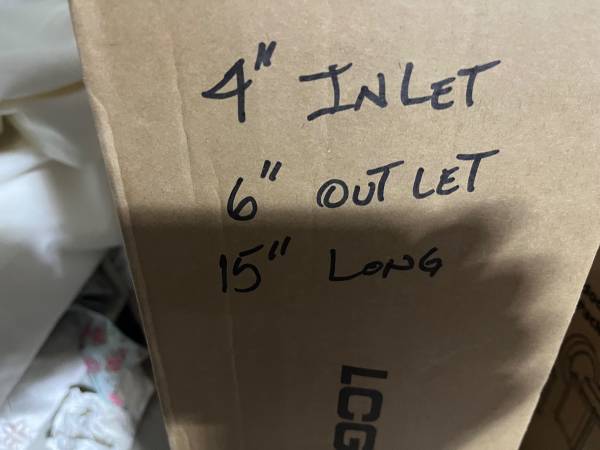 4" INLET
6" OUTLET
15" LONG
LCG